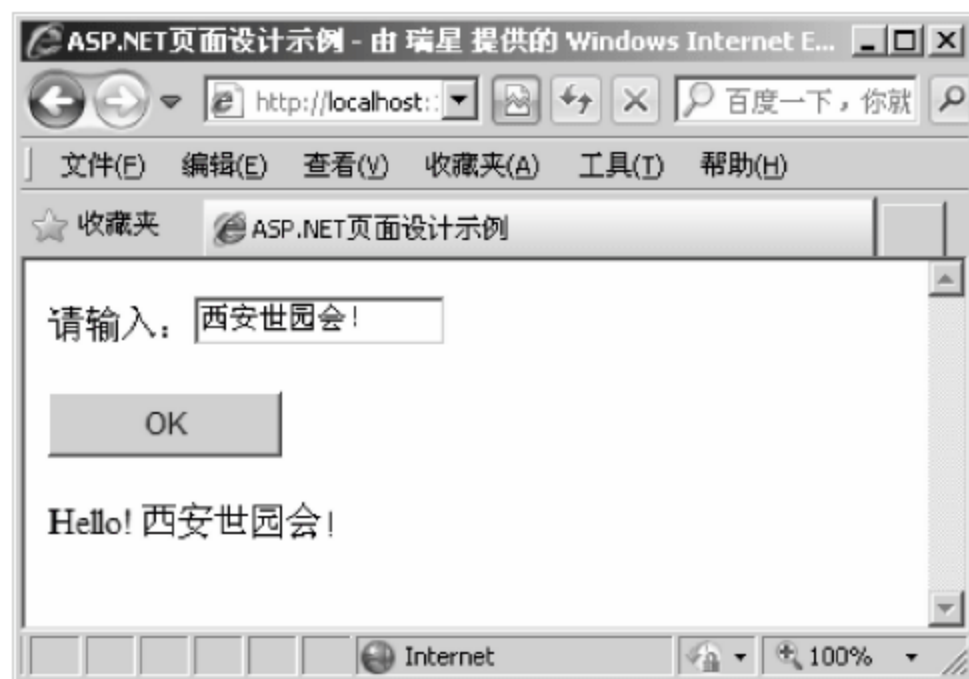 ASP.NET页面设计示例 - 由 瑞星 提供的 Windows Internet E...
http://localhost:: 百度一下，你就
文件(F) 编辑(E) 查看(V) 收藏夹(A) 工具(T) 帮助(H)
收藏夹 ASP.NET页面设计示例
请输入：西安世园会！
OK
Hello! 西安世园会！
Internet 100%